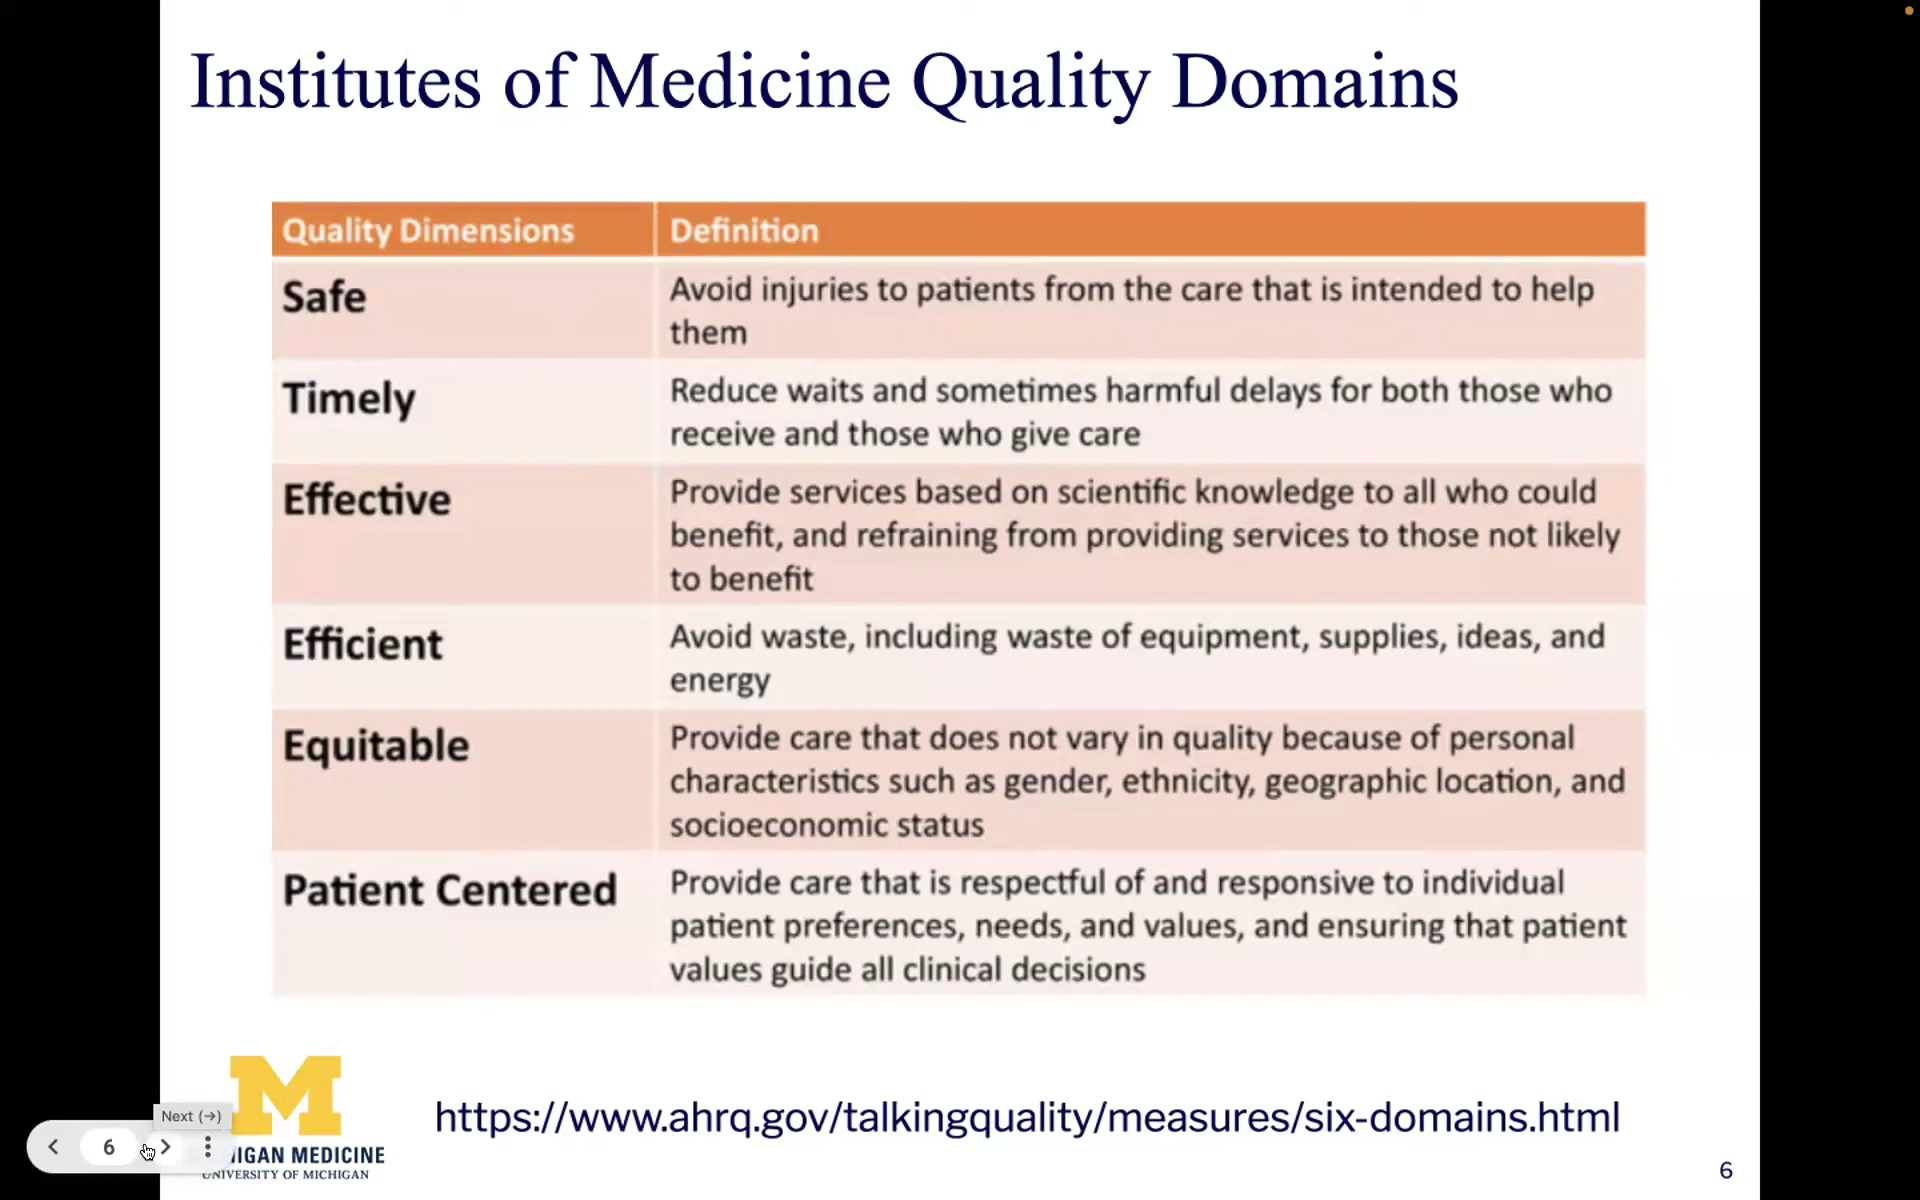 Institutes of Medicine Quality Domains
Quality Dimensions
Definition
Safe
Avoid injuries to patients from the care that is intended to help
them
Timely
Reduce waits and sometimes harmful delays for both those who
receive and those who give care
Effective
Provide services based on scientific knowledge to all who could
benefit, and refraining from providing services to those not likely
to benefit
Efficient
Avoid waste, including waste of equipment, supplies, ideas, and
energy
Equitable
Provide care that does not vary in quality because of personal
characteristics such as gender, ethnicity, geographic location, and
socioeconomic status
Patient Centered
Provide care that is respectful of and responsive to individual
patient preferences, needs, and values, and ensuring that patient
values guide all clinical decisions
M
https://www.ahrq.gov/talkingquality/measures/six-domains.html
Next (→)
6
MEDICINE
UNIVERSITY OF MICHIGAN
6